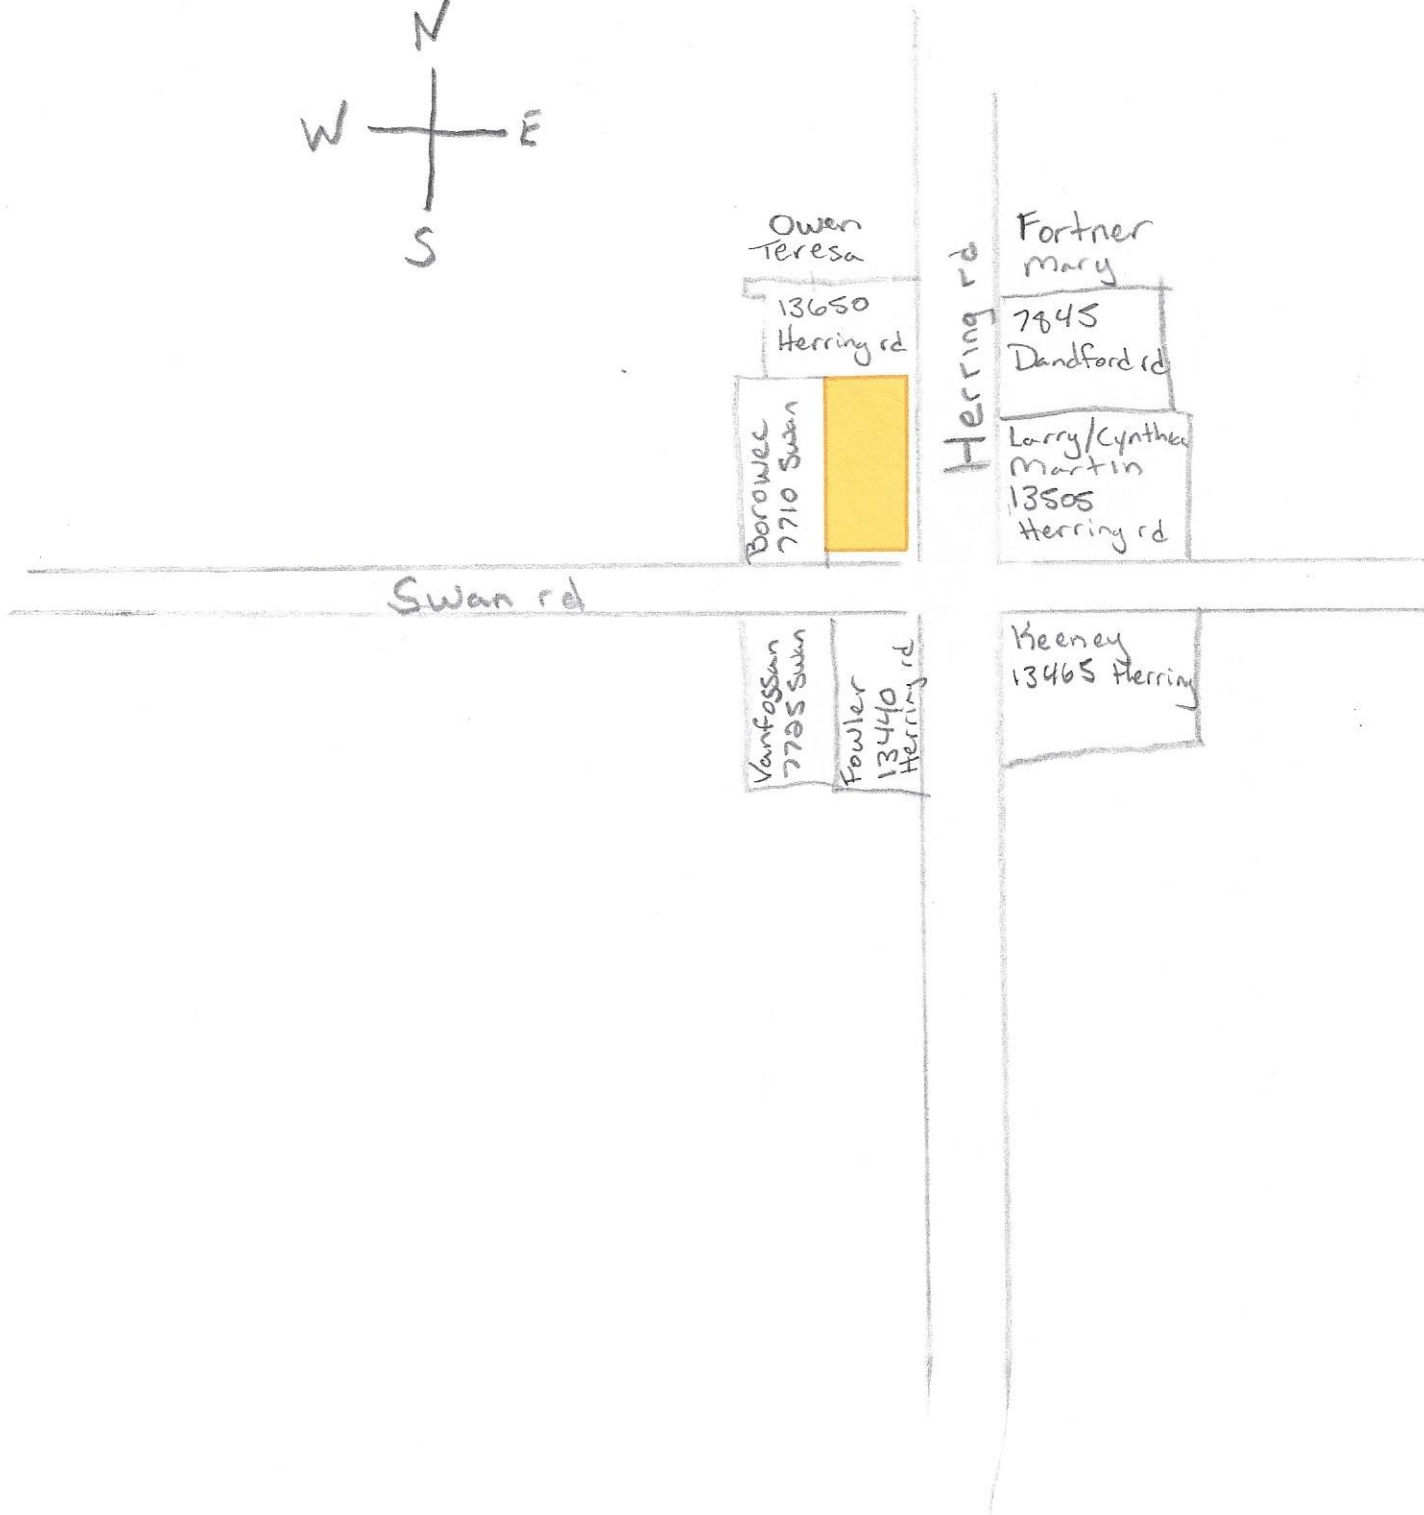 N
W E
S
Owen
Teresa
13650
Herring rd
Herring rd
Fortner
Mary
7845
Dandford rd
Larry/Cynthia
Martin
13505
Herring rd
Borowec
7710 Swan
Swan rd
Vanfossan
7725 Swan
Fowler
13440
Herring rd
Keeney
13465 Herring